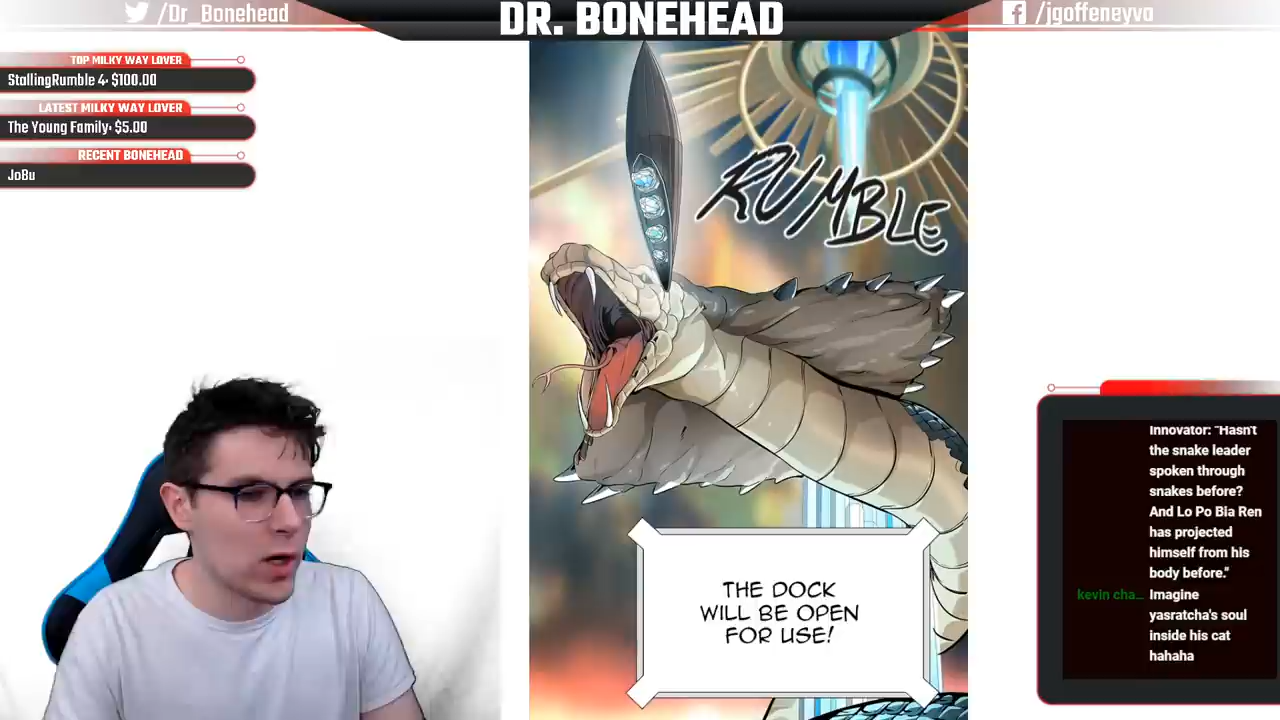 /Dr_Bonehead
DR. BONEHEAD
/jgoffeneyva
TOP MILKY WAY LOVER
StallingRumble 4: $100.00
LATEST MILKY WAY LOVER
The Young Family: $5.00
RECENT BONEHEAD
JoBu
RUMBLE
THE DOCK
WILL BE OPEN
FOR USE!
Innovator: "Hasn't
the snake leader
spoken through
snakes before?
And Lo Po Bia Ren
has projected
himself from his
body before."
kevin cha... Imagine
yasratcha's soul
inside his cat
hahaha